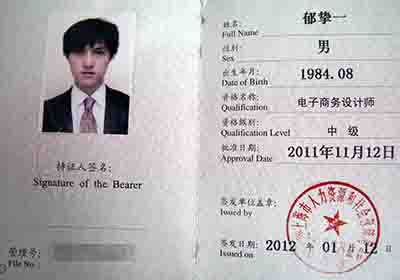 持证人签名:
Signature of the Bearer
管理号:
File No
姓名: 郁挚一
Full Name
性别: 男
Sex
出生年月: 1984.08
Date of Birth
资格名称: 电子商务设计师
Qualification
资格级别: 中 级
Qualification Level
批准日期: 2011年11月12日
Approval Date
签发单位盖章:
Issued by
上海市人力资源和社会
签发日期: 2012 年 01 月 12 日
Issued on